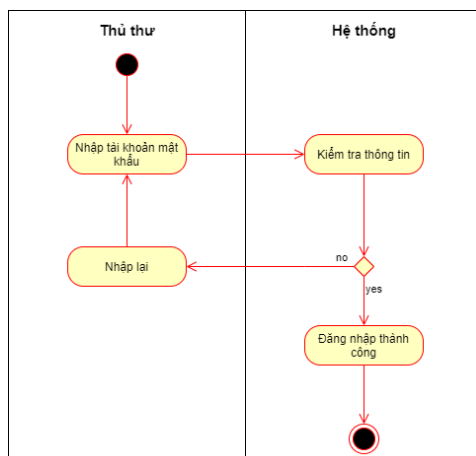 Thủ thư
Hệ thống
Nhập tài khoản mật
khẩu
Kiểm tra thông tin
no
Nhập lại
yes
Đăng nhập thành
công